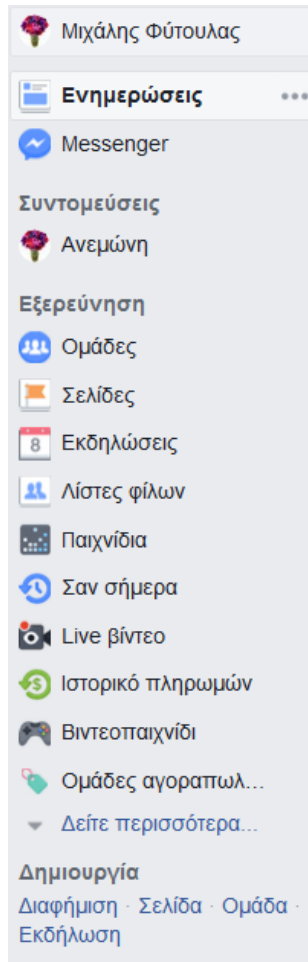 Μιχάλης Φύτουλας
Ενημερώσεις
Messenger
Συντομεύσεις
Ανεμώνη
Εξερεύνηση
Ομάδες
Σελίδες
8
Εκδηλώσεις
Λίστες φίλων
Παιχνίδια
Σαν σήμερα
Live βίντεο
Ιστορικό πληρωμών
Βιντεοπαιχνίδι
Ομάδες αγοραπωλ...
Δείτε περισσότερα...
Δημιουργία
Διαφήμιση · Σελίδα · Ομάδα ·
Εκδήλωση